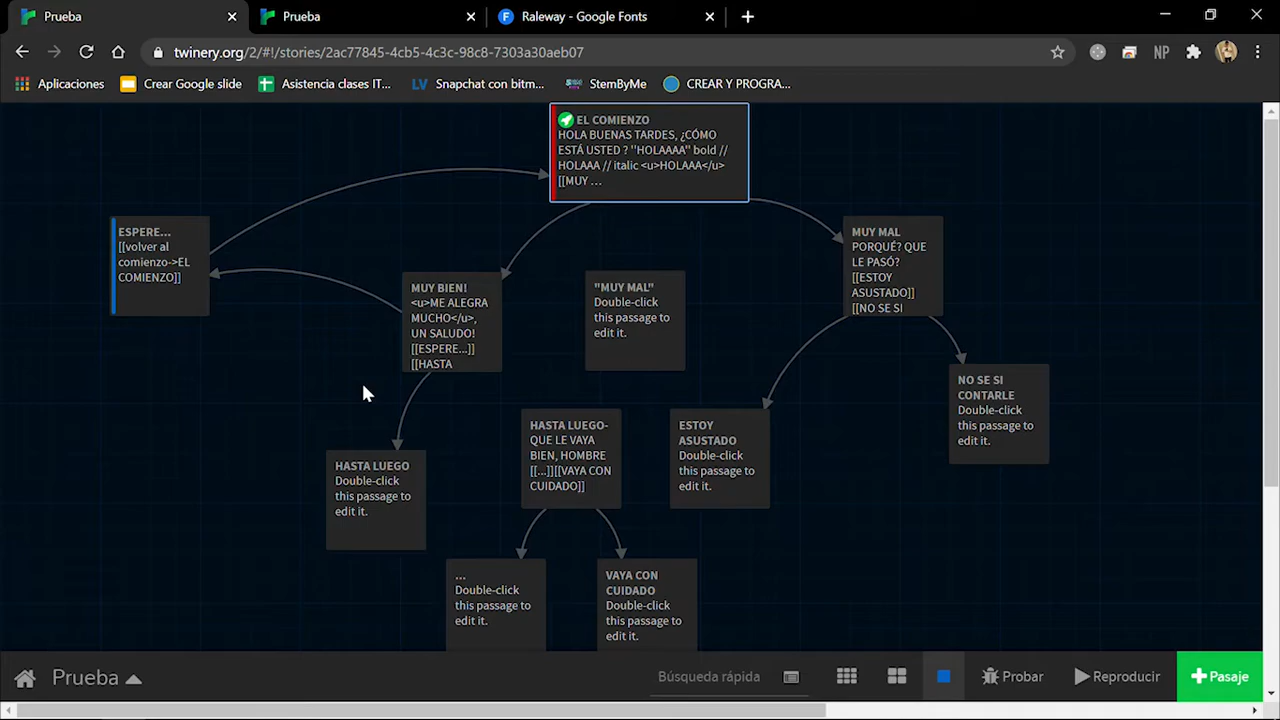 Prueba
Prueba
Raleway - Google Fonts
twinery.org/2/#!/stories/2ac77845-4cb5-4c3c-98c8-7303a30aeb07
NP
Aplicaciones
Crear Google slide
Asistencia clases IT...
LV
Snapchat con bitm...
StemByMe
CREAR Y PROGRA...
EL COMIENZO
HOLA BUENAS TARDES, ¿CÓMO
ESTÁ USTED ? "HOLAAAA" bold //
HOLAAA // italic <u>HOLAAA</u>
[[MUY ...
ESPERE...
[[volver al
comienzo->EL
COMIENZO]]
MUY BIEN!
<u>ME ALEGRA
MUCHO</u>,
UN SALUDO!
[[ESPERE...]]
[[HASTA
"MUY MAL"
Double-click
this passage to
edit it.
MUY MAL
PORQUÉ? QUE
LE PASÓ?
[[ESTOY
ASUSTADO]]
[[NO SE SI
NO SE SI
CONTARLE
Double-click
this passage to
edit it.
HASTA LUEGO
Double-click
this passage to
edit it.
HASTA LUEGO-
QUE LE VAYA
BIEN, HOMBRE
[[...]][[VAYA CON
CUIDADO]]
ESTOY
ASUSTADO
Double-click
this passage to
edit it.
...
Double-click
this passage to
edit it.
VAYA CON
CUIDADO
Double-click
this passage to
edit it.
Prueba
Búsqueda rápida
Probar
Reproducir
Pasaje